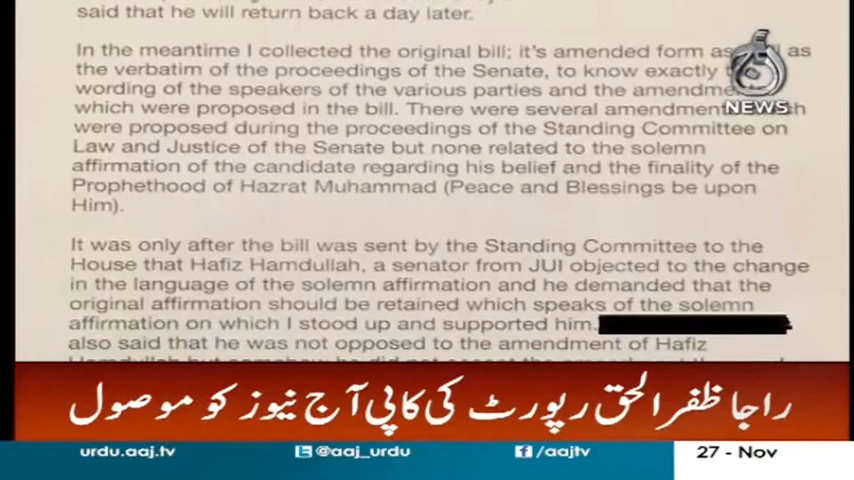 said that he will return back a day later.
In the meantime I collected the original bill; it's amended form as as
the verbatim of the proceedings of the Senate, to know exactly
wording of the speakers of the various parties and the
which were proposed in the bill. There were several
were proposed during the proceedings of the Standing Committee on
Law and Justice of the Senate but none related to the solemn
affirmation of the candidate regarding his belief and the finality of the
Prophethood of Hazrat Muhammad (Peace and Blessings be upon
Him).
It was only after the bill was sent by the Standing Committee to the
House that Hafiz Hamdullah, a senator from JUI objected to the change
in the language of the solemn affirmation and he demanded that the
original affirmation should be retained which speaks of the solemn
affirmation on which I stood up and supported him.
also said that he was not opposed to the amendment of Hafiz
آج
NEWS
راجا ظفرالحق رپورٹ کی کاپی آج نیوز کو موصول
urdu.aaj.tv @aaj_urdu /aajtv 27 - Nov